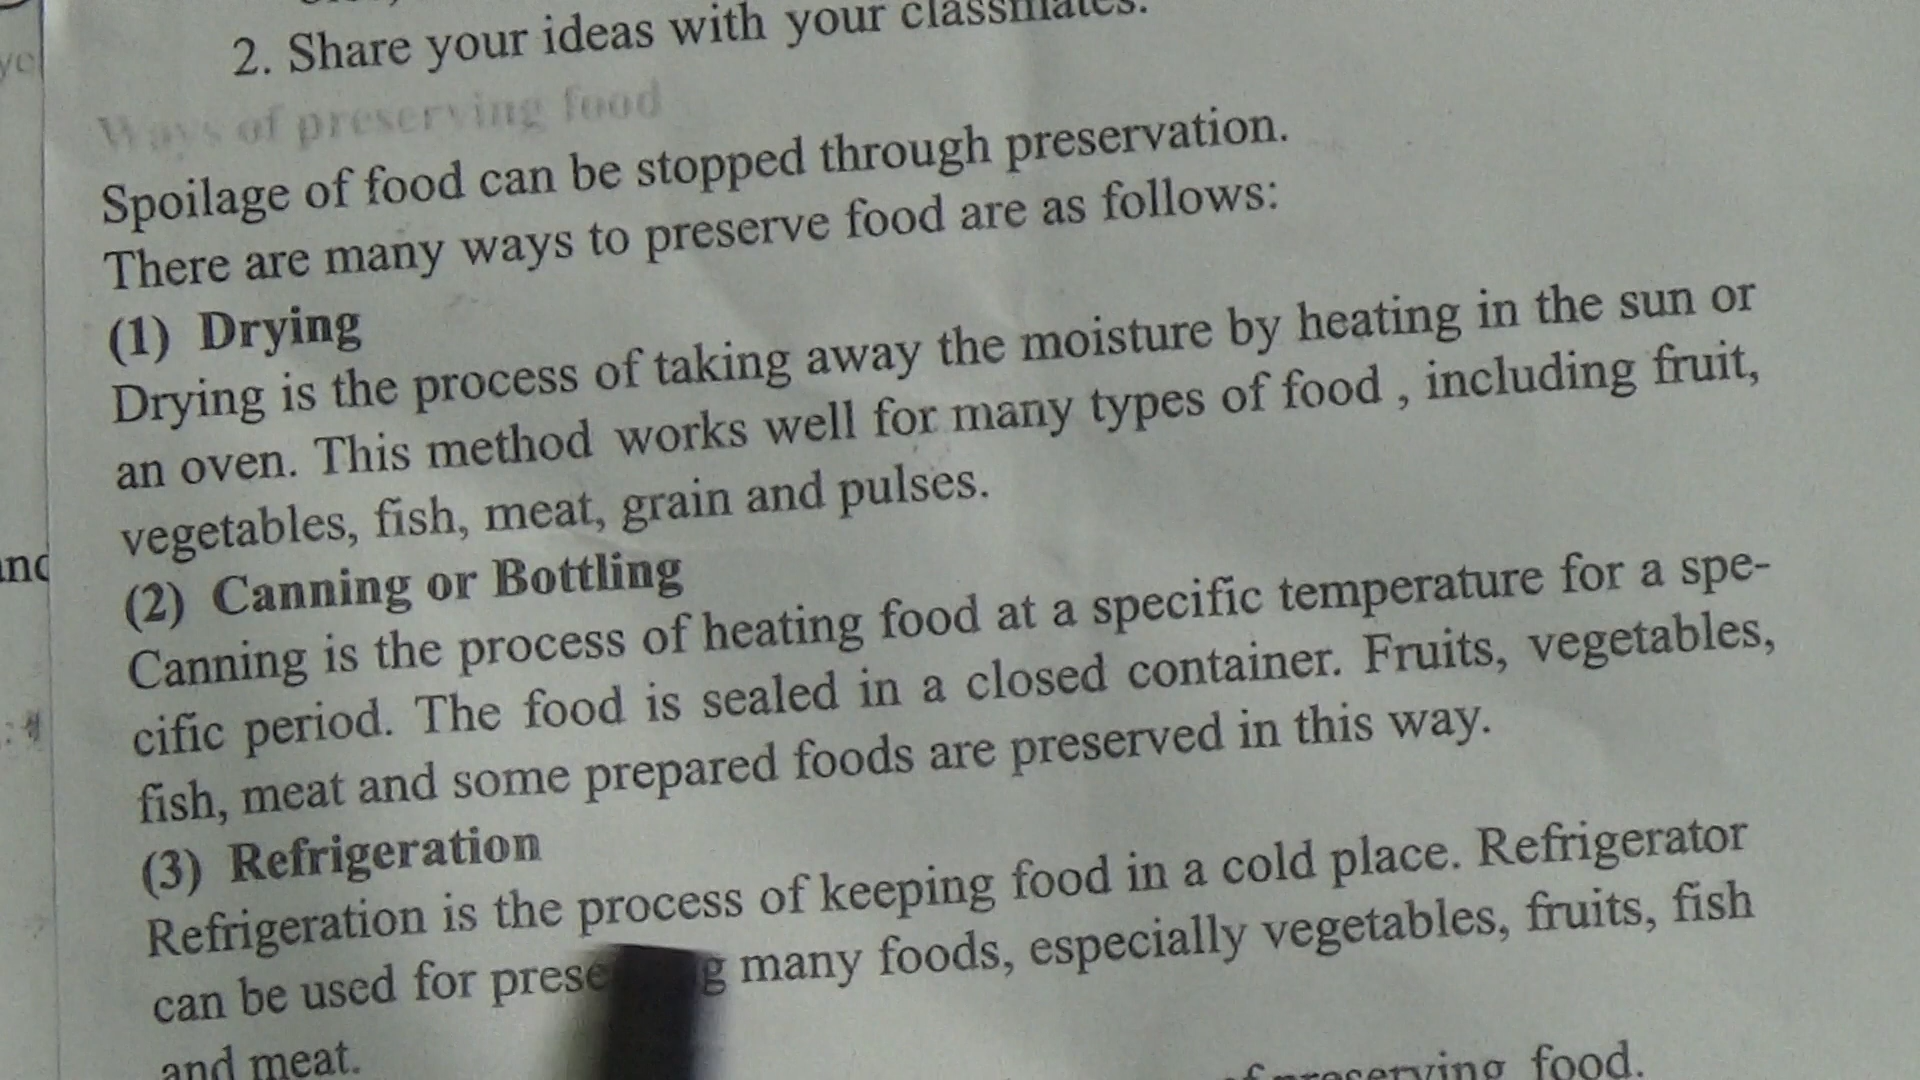 2. Share your ideas with your classmates.
Ways of preserving food
Spoilage of food can be stopped through preservation.
There are many ways to preserve food are as follows:
(1) Drying
Drying is the process of taking away the moisture by heating in the sun or
an oven. This method works well for many types of food , including fruit,
vegetables, fish, meat, grain and pulses.
(2) Canning or Bottling
Canning is the process of heating food at a specific temperature for a spe-
cific period. The food is sealed in a closed container. Fruits, vegetables,
fish, meat and some prepared foods are preserved in this way.
(3) Refrigeration
Refrigeration is the process of keeping food in a cold place. Refrigerator
can be used for prese g many foods, especially vegetables, fruits, fish
and meat.
preserving food.